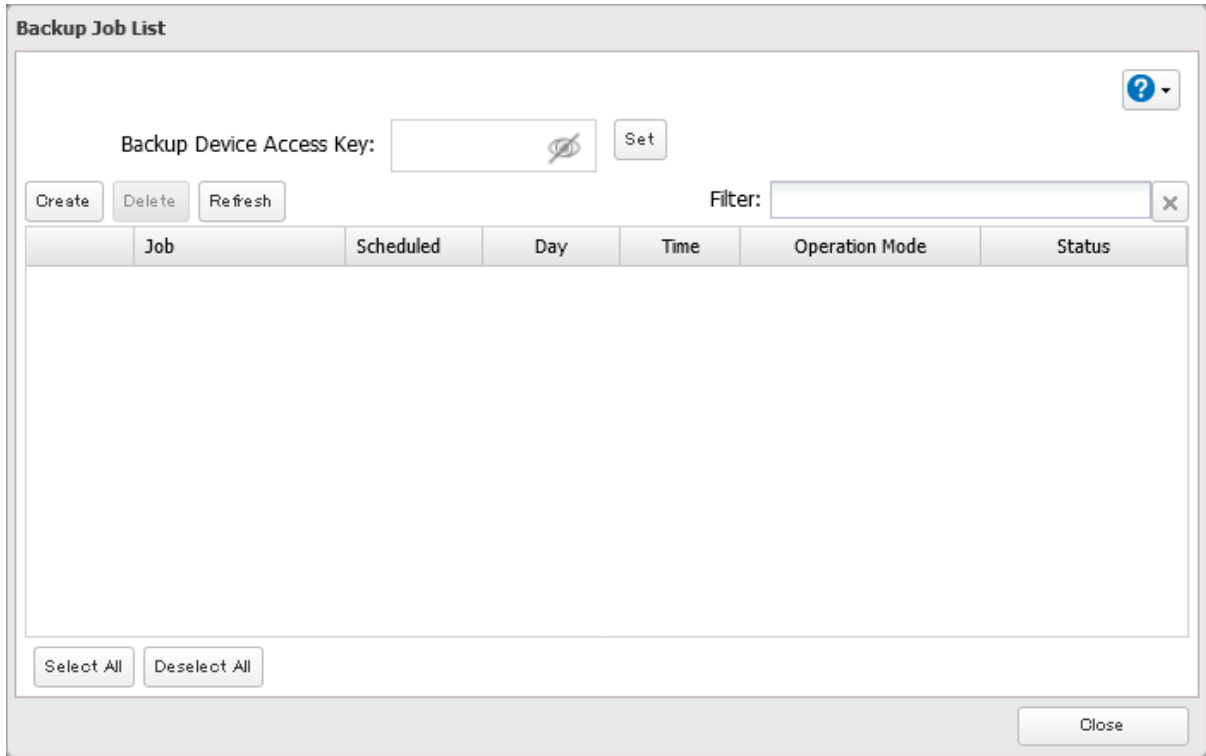 Backup Job List
?
Backup Device Access Key: Set
Create Delete Refresh Filter:
Job Scheduled Day Time Operation Mode Status
Select All Deselect All
Close